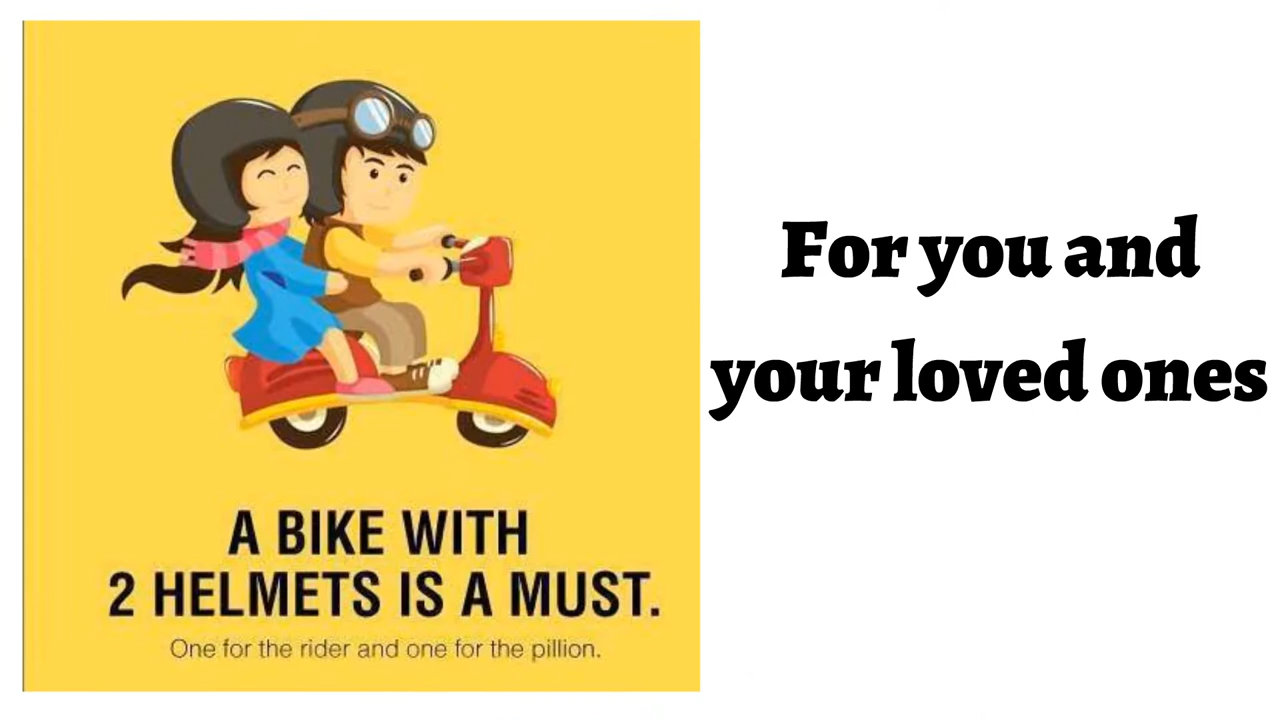 A BIKE WITH
2 HELMETS IS A MUST.
One for the rider and one for the pillion.
For you and
your loved ones